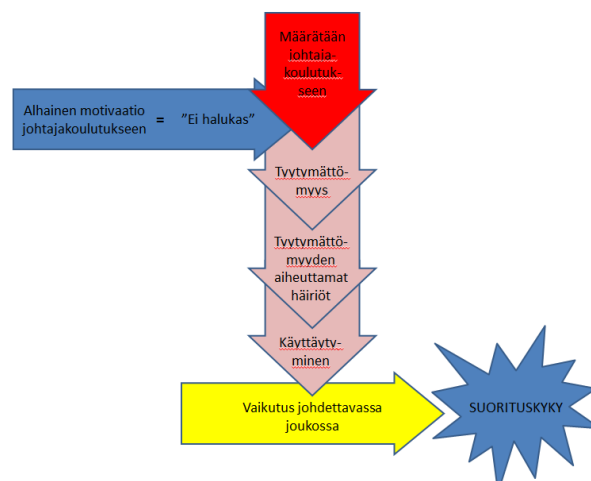 Määrätään
johtaja-
koulutuk-
seen
Alhainen motivaatio = "Ei halukas"
johtajakoulutukseen
Tyytymättö-
myys
Tyytymättö-
myyden
aiheuttamat
häiriöt
Käyttäyty-
minen
Vaikutus johdettavassa
joukossa
SUORITUSKYKY